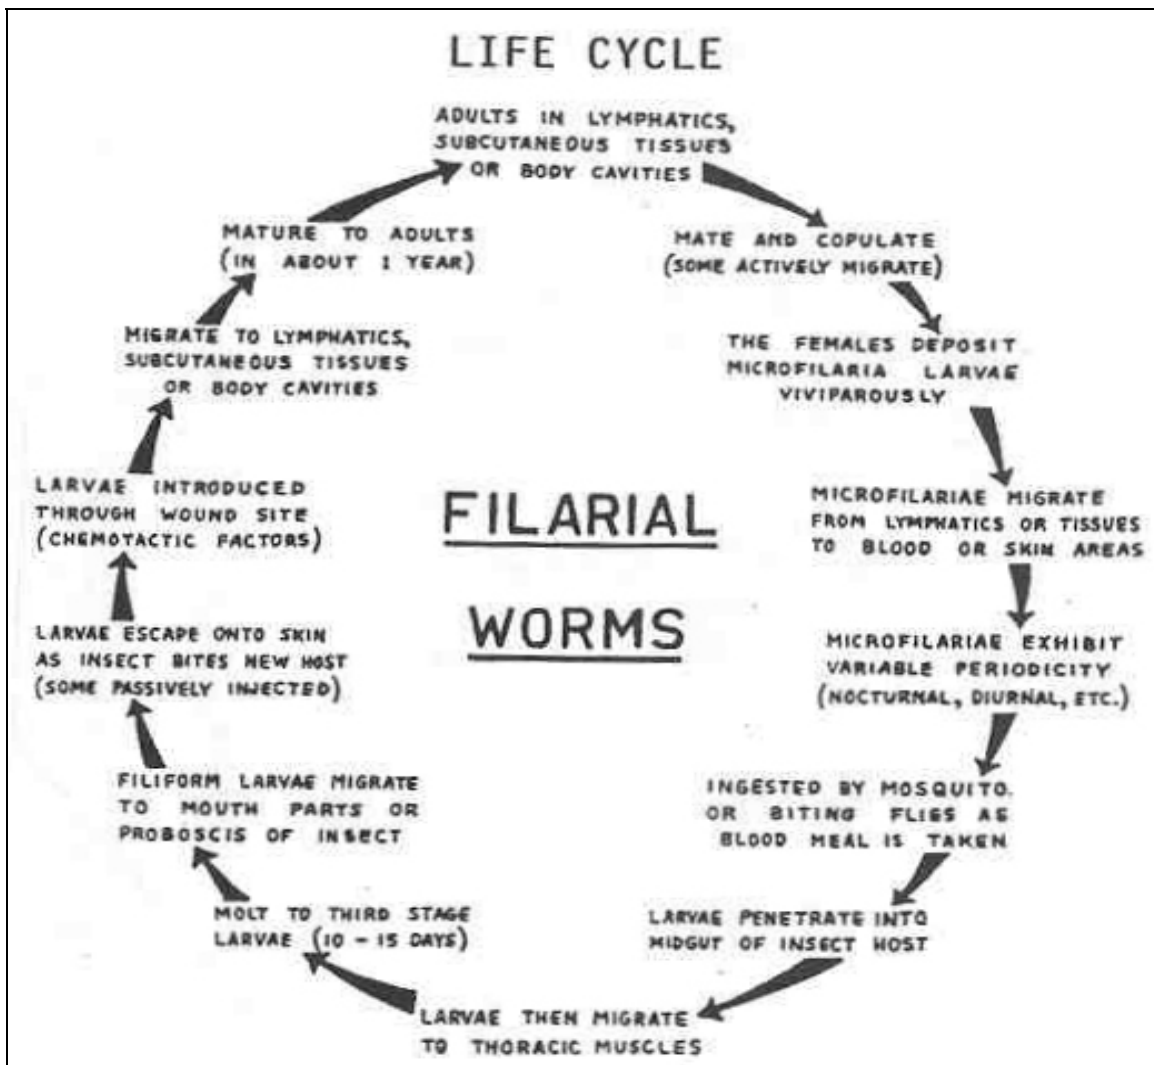 LIFE CYCLE
ADULTS IN LYMPHATICS,
SUBCUTANEOUS TISSUES
OR BODY CAVITIES
MATE AND COPULATE
(SOME ACTIVELY MIGRATE)
THE FEMALES DEPOSIT
MICROFILARIA LARVAE
VIVIPAROUSLY
MICROFILARIAE MIGRATE
FROM LYMPHATICS OR TISSUES
TO BLOOD OR SKIN AREAS
MICROFILARIAE EXHIBIT
VARIABLE PERIODICITY
(NOCTURNAL, DIURNAL, ETC.)
INGESTED BY MOSQUITO.
OR BITING FLIES AS
BLOOD MEAL IS TAKEN
LARVAE PENETRATE INTO
MIDGUT OF INSECT HOST
LARVAE THEN MIGRATE
TO THORACIC MUSCLES
MOLT TO THIRD STAGE
LARVAE (10 - 15 DAYS)
FILIFORM LARVAE MIGRATE
TO MOUTH PARTS OR
PROBOSCIS OF INSECT
LARVAE ESCAPE ONTO SKIN
AS INSECT BITES NEW HOST
(SOME PASSIVELY INJECTED)
LARVAE INTRODUCED
THROUGH WOUND SITE
(CHEMOTACTIC FACTORS)
MIGRATE TO LYMPHATICS,
SUBCUTANEOUS TISSUES
OR BODY CAVITIES
MATURE TO ADULTS
(IN ABOUT 1 YEAR)
FILARIAL
WORMS